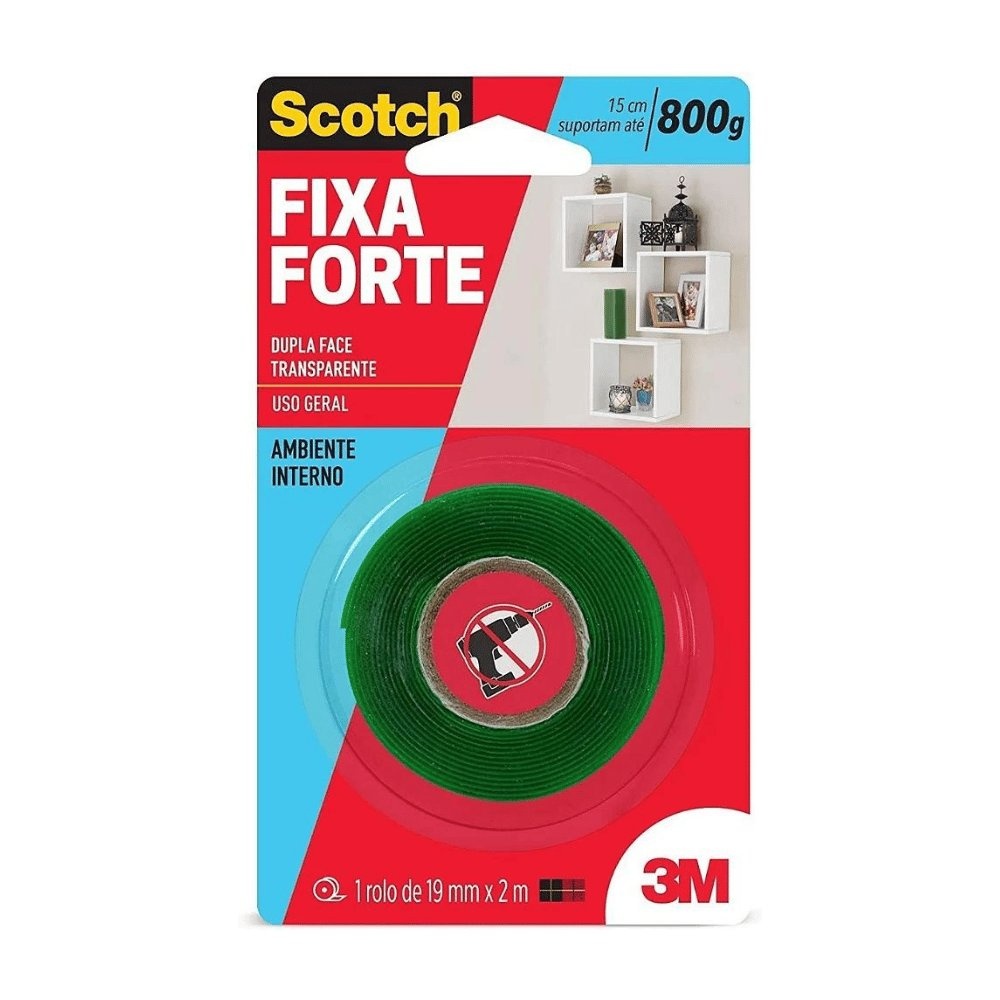 Scotch®
15 cm
suportam até
800g
FIXA
FORTE
DUPLA FACE
TRANSPARENTE
USO GERAL
AMBIENTE
INTERNO
1 rolo de 19 mm x 2 m
3M